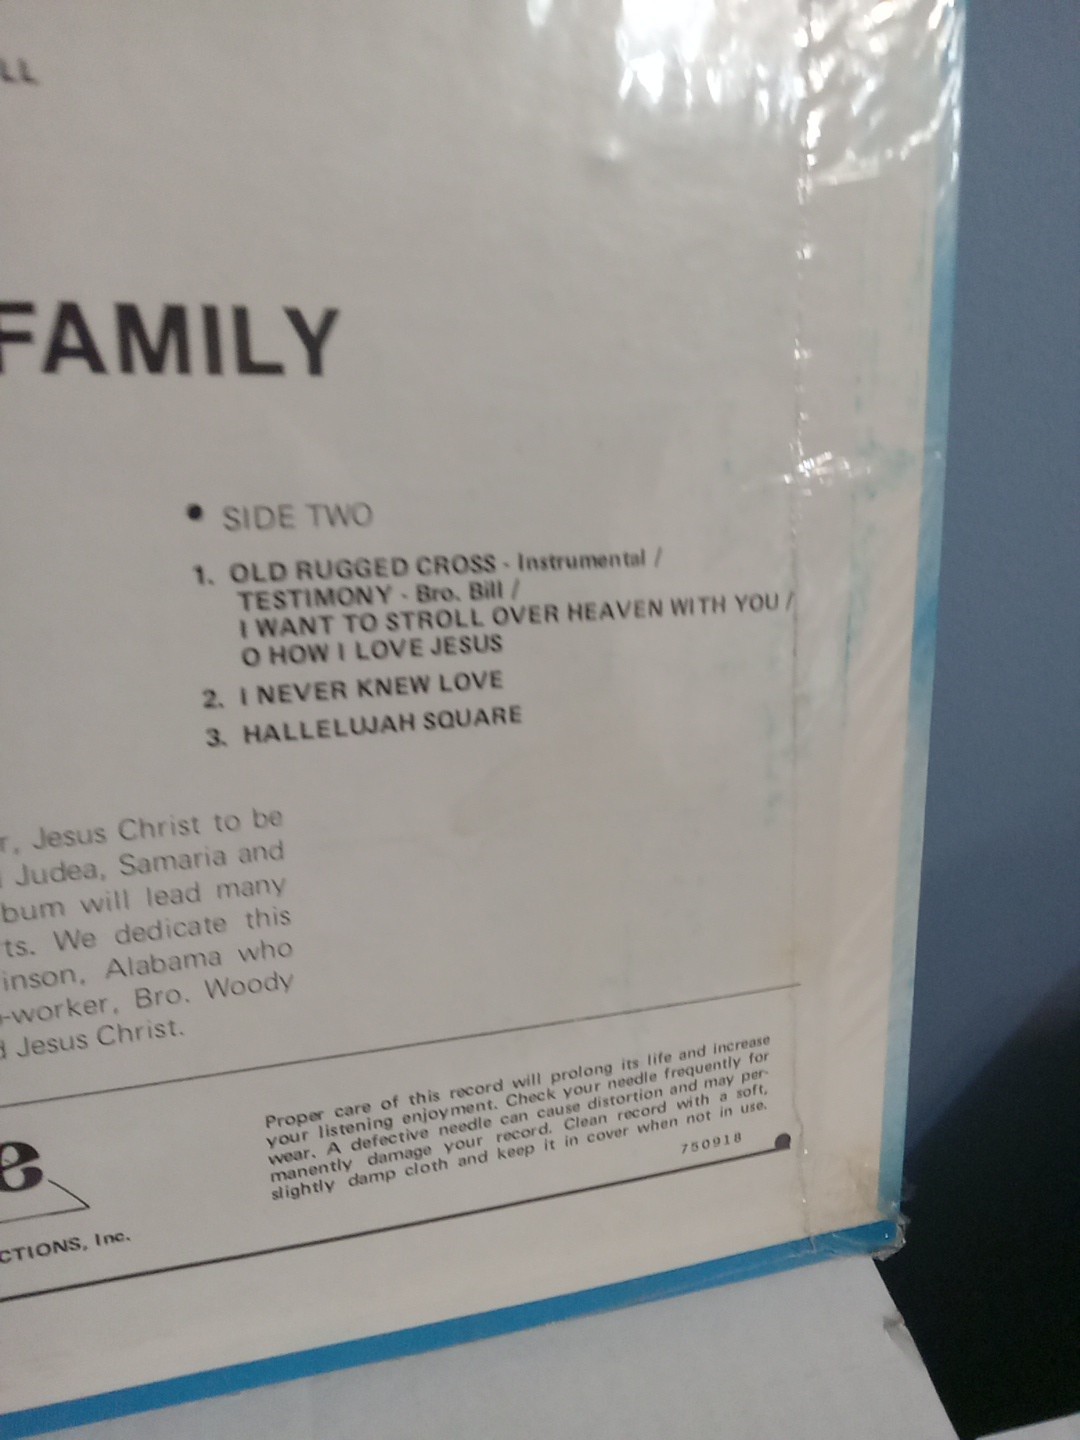 LL
FAMILY
• SIDE TWO
1. OLD RUGGED CROSS - Instrumental /
TESTIMONY - Bro. Bill /
I WANT TO STROLL OVER HEAVEN WITH YOU /
O HOW I LOVE JESUS
2. I NEVER KNEW LOVE
3. HALLELUJAH SQUARE
r, Jesus Christ to be
Judea, Samaria and
bum will lead many
ts. We dedicate this
inson, Alabama who
-worker, Bro. Woody
d Jesus Christ.
e
CTIONS, Inc.
Proper care of this record will prolong its life and increase
your listening enjoyment. Check your needle frequently for
wear. A defective needle can cause distortion and may per-
manently damage your record. Clean record with a soft,
slightly damp cloth and keep it in cover when not in use.
750918